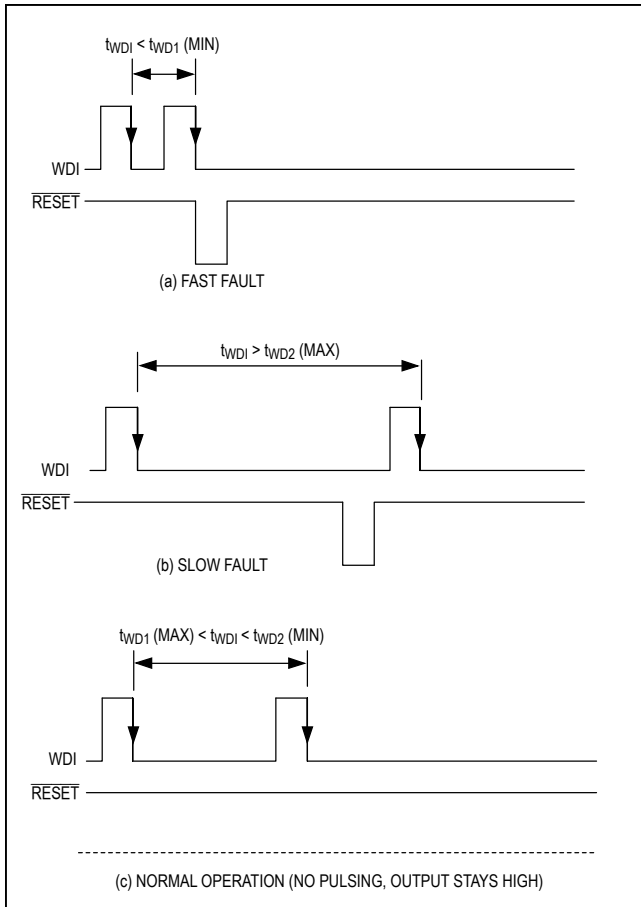 tWDI < tWD1 (MIN)
WDI
RESET
(a) FAST FAULT
tWDI > tWD2 (MAX)
WDI
RESET
(b) SLOW FAULT
tWD1 (MAX) < tWDI < tWD2 (MIN)
WDI
RESET
(c) NORMAL OPERATION (NO PULSING, OUTPUT STAYS HIGH)